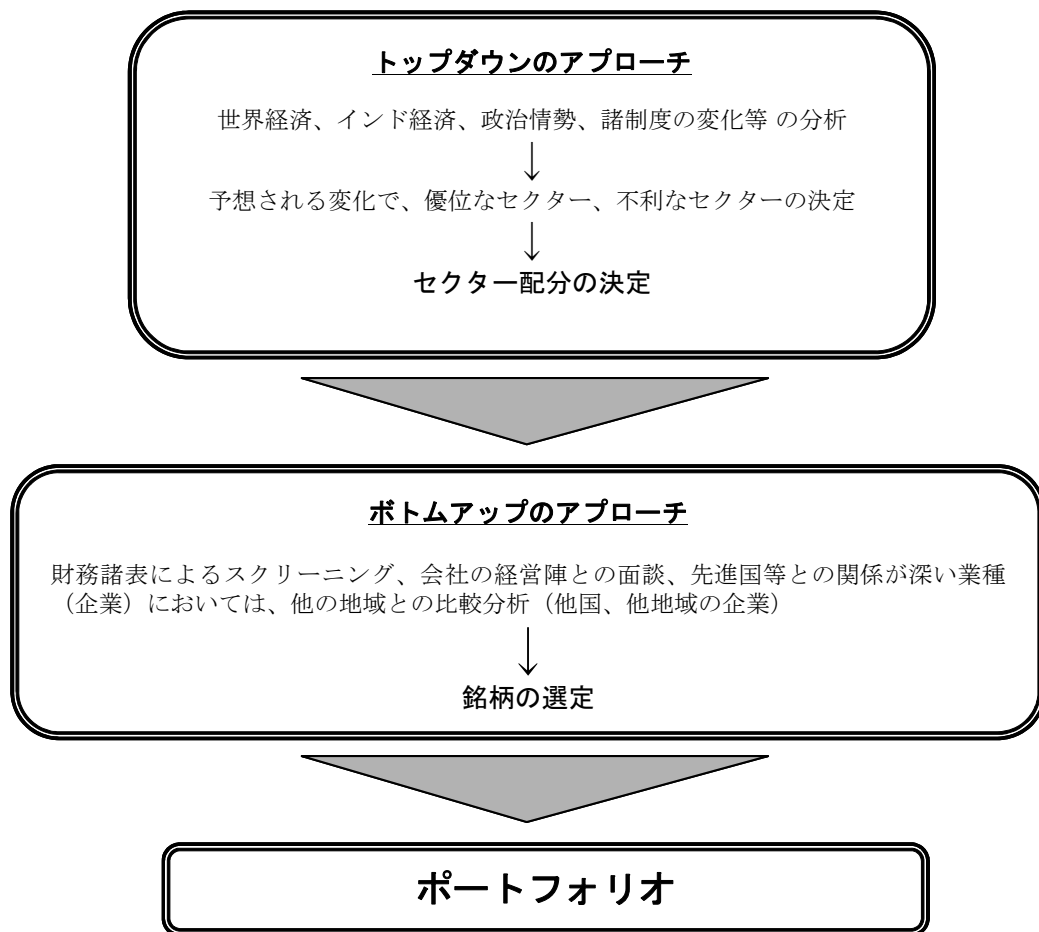 トップダウンのアプローチ
世界経済、インド経済、政治情勢、諸制度の変化等 の分析
↓
予想される変化で、優位なセクター、不利なセクターの決定
↓
セクター配分の決定
ボトムアップのアプローチ
財務諸表によるスクリーニング、会社の経営陣との面談、先進国等との関係が深い業種
（企業）においては、他の地域との比較分析（他国、他地域の企業）
↓
銘柄の選定
ポートフォリオ